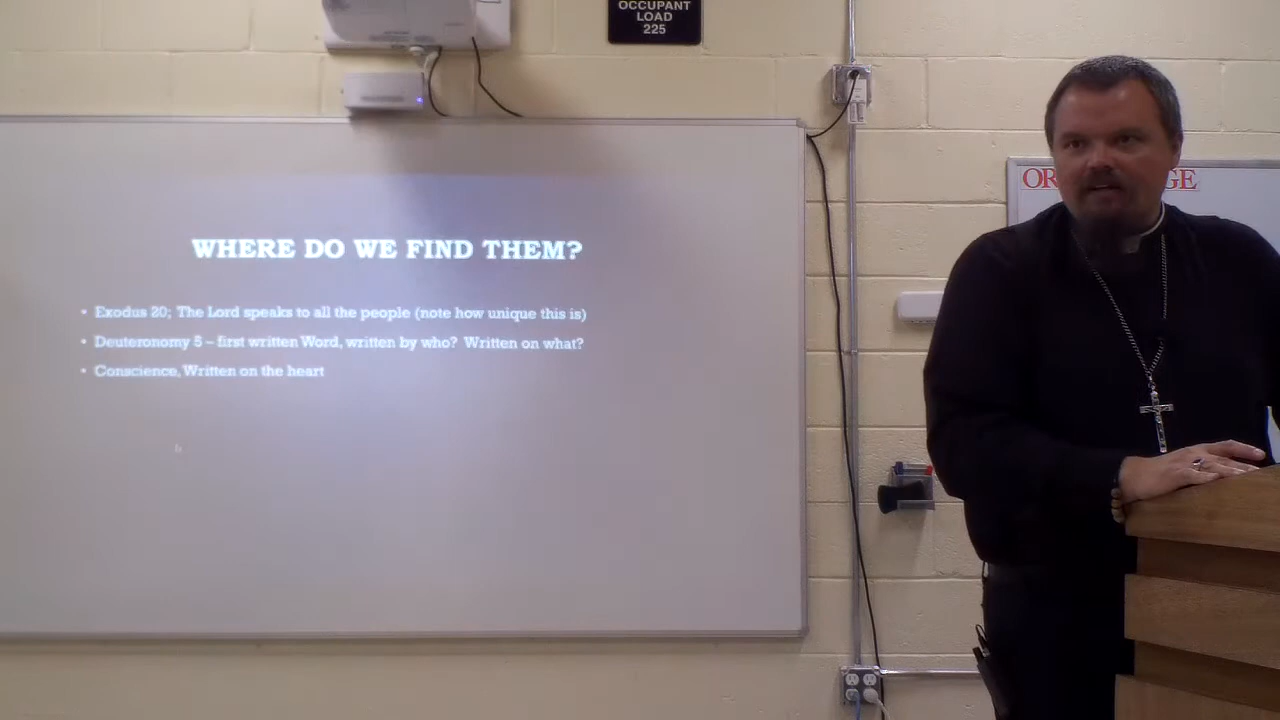 OCCUPANT
LOAD
225
WHERE DO WE FIND THEM?
• Exodus 20; The Lord speaks to all the people (note how unique this is)
• Deuteronomy 5 – first written Word, written by who? Written on what?
• Conscience, Written on the heart